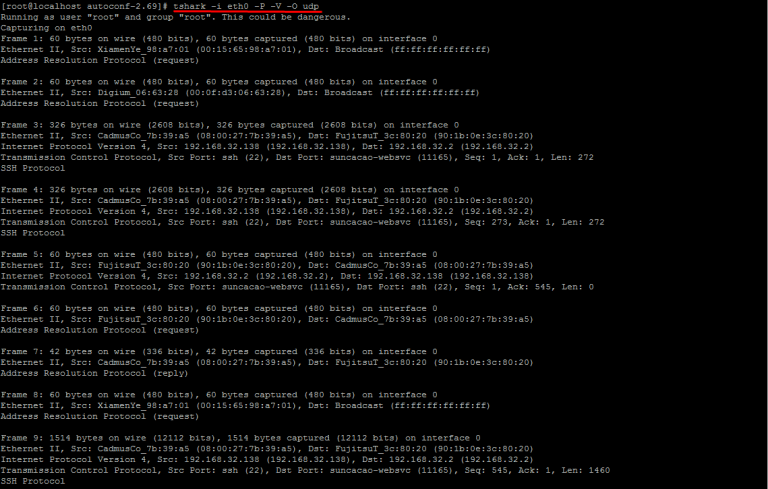 [root@localhost autoconf-2.69]# tshark -i eth0 -P -V -O udp
Running as user "root" and group "root". This could be dangerous.
Capturing on eth0
Frame 1: 60 bytes on wire (480 bits), 60 bytes captured (480 bits) on interface 0
Ethernet II, Src: XiamenYe_98:a7:01 (00:15:65:98:a7:01), Dst: Broadcast (ff:ff:ff:ff:ff:ff)
Address Resolution Protocol (request)
Frame 2: 60 bytes on wire (480 bits), 60 bytes captured (480 bits) on interface 0
Ethernet II, Src: Digium_06:63:28 (00:0f:d3:06:63:28), Dst: Broadcast (ff:ff:ff:ff:ff:ff)
Address Resolution Protocol (request)
Frame 3: 326 bytes on wire (2608 bits), 326 bytes captured (2608 bits) on interface 0
Ethernet II, Src: CadmusCo_7b:39:a5 (08:00:27:7b:39:a5), Dst: FujitsuT_3c:80:20 (90:1b:0e:3c:80:20)
Internet Protocol Version 4, Src: 192.168.32.138 (192.168.32.138), Dst: 192.168.32.2 (192.168.32.2)
Transmission Control Protocol, Src Port: ssh (22), Dst Port: suncacao-websvc (11165), Seq: 1, Ack: 1, Len: 272
SSH Protocol
Frame 4: 326 bytes on wire (2608 bits), 326 bytes captured (2608 bits) on interface 0
Ethernet II, Src: CadmusCo_7b:39:a5 (08:00:27:7b:39:a5), Dst: FujitsuT_3c:80:20 (90:1b:0e:3c:80:20)
Internet Protocol Version 4, Src: 192.168.32.138 (192.168.32.138), Dst: 192.168.32.2 (192.168.32.2)
Transmission Control Protocol, Src Port: ssh (22), Dst Port: suncacao-websvc (11165), Seq: 273, Ack: 1, Len: 272
SSH Protocol
Frame 5: 60 bytes on wire (480 bits), 60 bytes captured (480 bits) on interface 0
Ethernet II, Src: FujitsuT_3c:80:20 (90:1b:0e:3c:80:20), Dst: CadmusCo_7b:39:a5 (08:00:27:7b:39:a5)
Internet Protocol Version 4, Src: 192.168.32.2 (192.168.32.2), Dst: 192.168.32.138 (192.168.32.138)
Transmission Control Protocol, Src Port: suncacao-websvc (11165), Dst Port: ssh (22), Seq: 1, Ack: 545, Len: 0
Frame 6: 60 bytes on wire (480 bits), 60 bytes captured (480 bits) on interface 0
Ethernet II, Src: FujitsuT_3c:80:20 (90:1b:0e:3c:80:20), Dst: CadmusCo_7b:39:a5 (08:00:27:7b:39:a5)
Address Resolution Protocol (request)
Frame 7: 42 bytes on wire (336 bits), 42 bytes captured (336 bits) on interface 0
Ethernet II, Src: CadmusCo_7b:39:a5 (08:00:27:7b:39:a5), Dst: FujitsuT_3c:80:20 (90:1b:0e:3c:80:20)
Address Resolution Protocol (reply)
Frame 8: 60 bytes on wire (480 bits), 60 bytes captured (480 bits) on interface 0
Ethernet II, Src: XiamenYe_98:a7:01 (00:15:65:98:a7:01), Dst: Broadcast (ff:ff:ff:ff:ff:ff)
Address Resolution Protocol (request)
Frame 9: 1514 bytes on wire (12112 bits), 1514 bytes captured (12112 bits) on interface 0
Ethernet II, Src: CadmusCo_7b:39:a5 (08:00:27:7b:39:a5), Dst: FujitsuT_3c:80:20 (90:1b:0e:3c:80:20)
Internet Protocol Version 4, Src: 192.168.32.138 (192.168.32.138), Dst: 192.168.32.2 (192.168.32.2)
Transmission Control Protocol, Src Port: ssh (22), Dst Port: suncacao-websvc (11165), Seq: 545, Ack: 1, Len: 1460
SSH Protocol